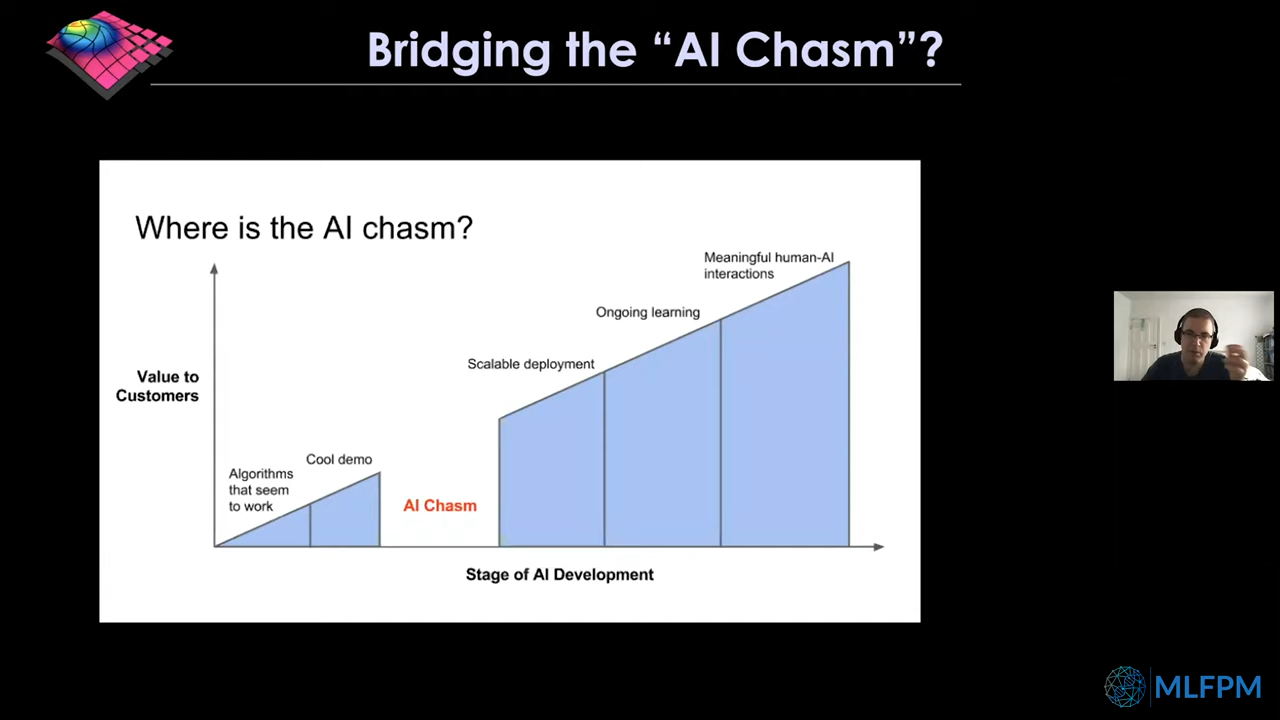 Bridging the “AI Chasm”?
Where is the AI chasm?
Meaningful human-AI
interactions
Ongoing learning
Scalable deployment
Value to
Customers
Cool demo
Algorithms
that seem
to work
AI Chasm
Stage of AI Development
MLFPM